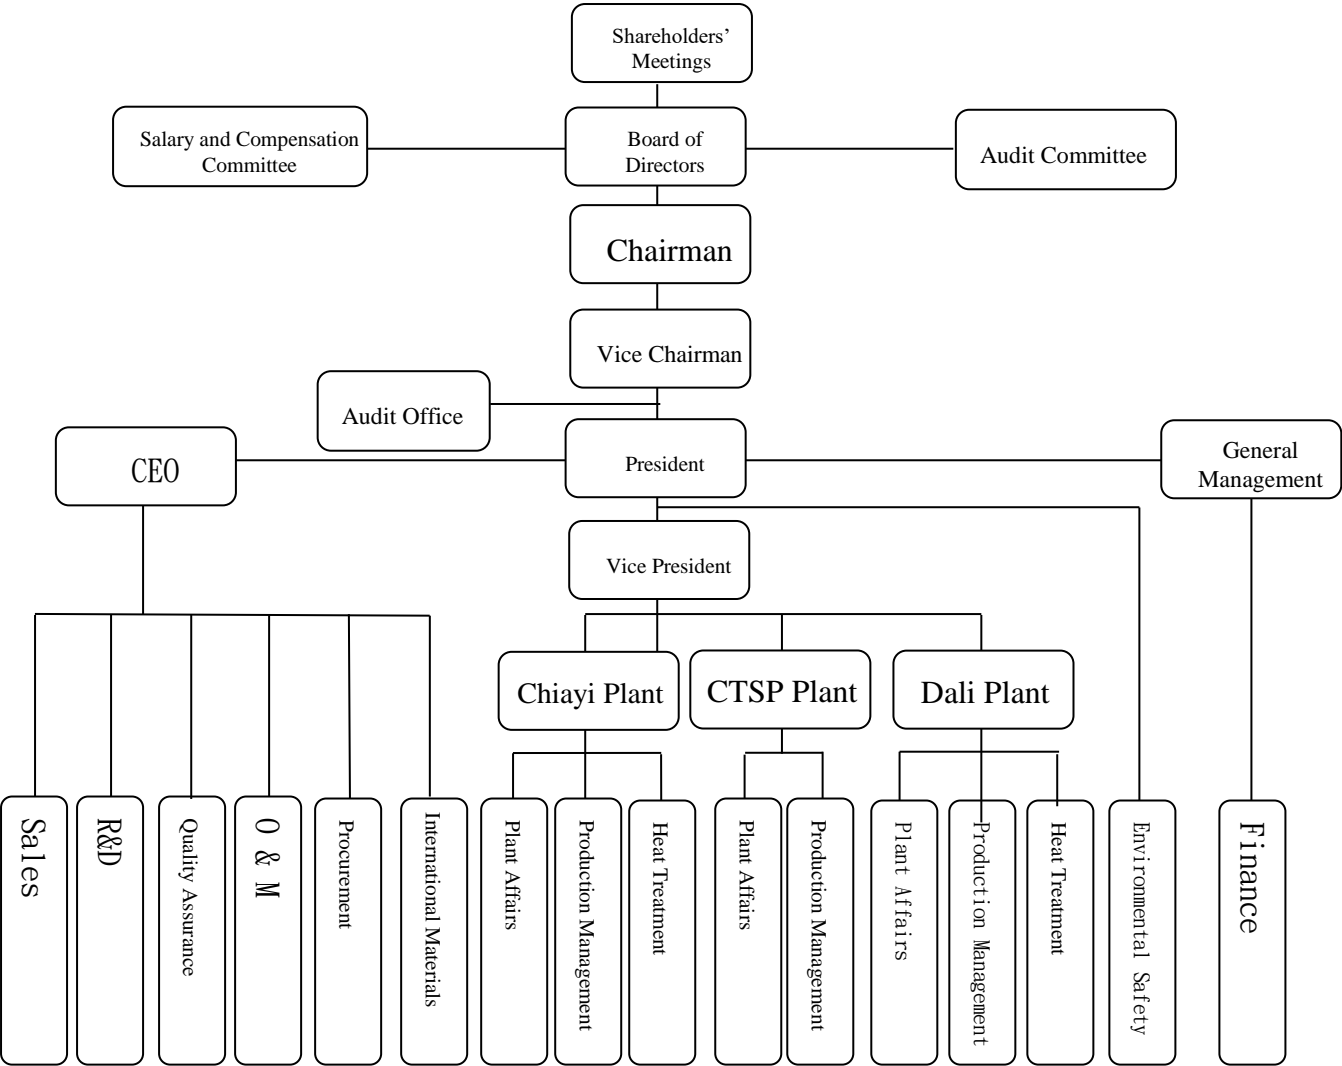 Shareholders’
Meetings
Salary and Compensation
Committee
Board of
Directors
Audit Committee
Chairman
Vice Chairman
Audit Office
CEO
President
General
Management
Vice President
Chiayi Plant
CTSP Plant
Dali Plant
Sales
R&D
Quality Assurance
O & M
Procurement
International Materials
Plant Affairs
Production Management
Heat Treatment
Plant Affairs
Production Management
Plant Affairs
Production Management
Heat Treatment
Environmental Safety
Finance